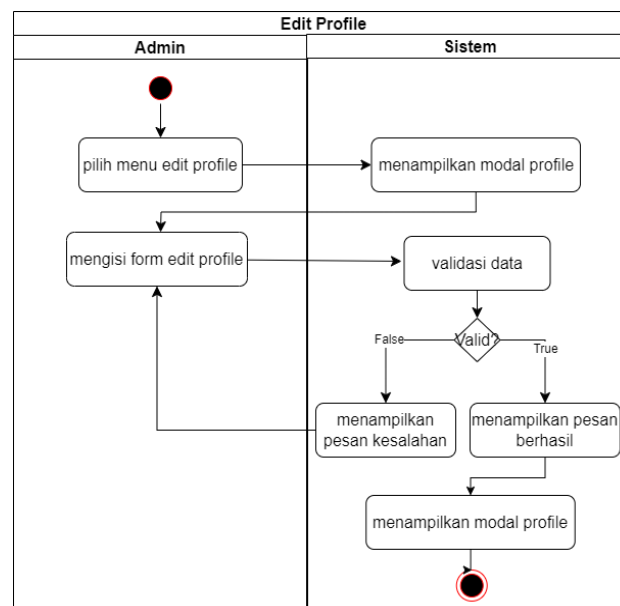 Edit Profile
Admin
Sistem
pilih menu edit profile
menampilkan modal profile
mengisi form edit profile
validasi data
Valid?
False
True
menampilkan
pesan kesalahan
menampilkan pesan
berhasil
menampilkan modal profile